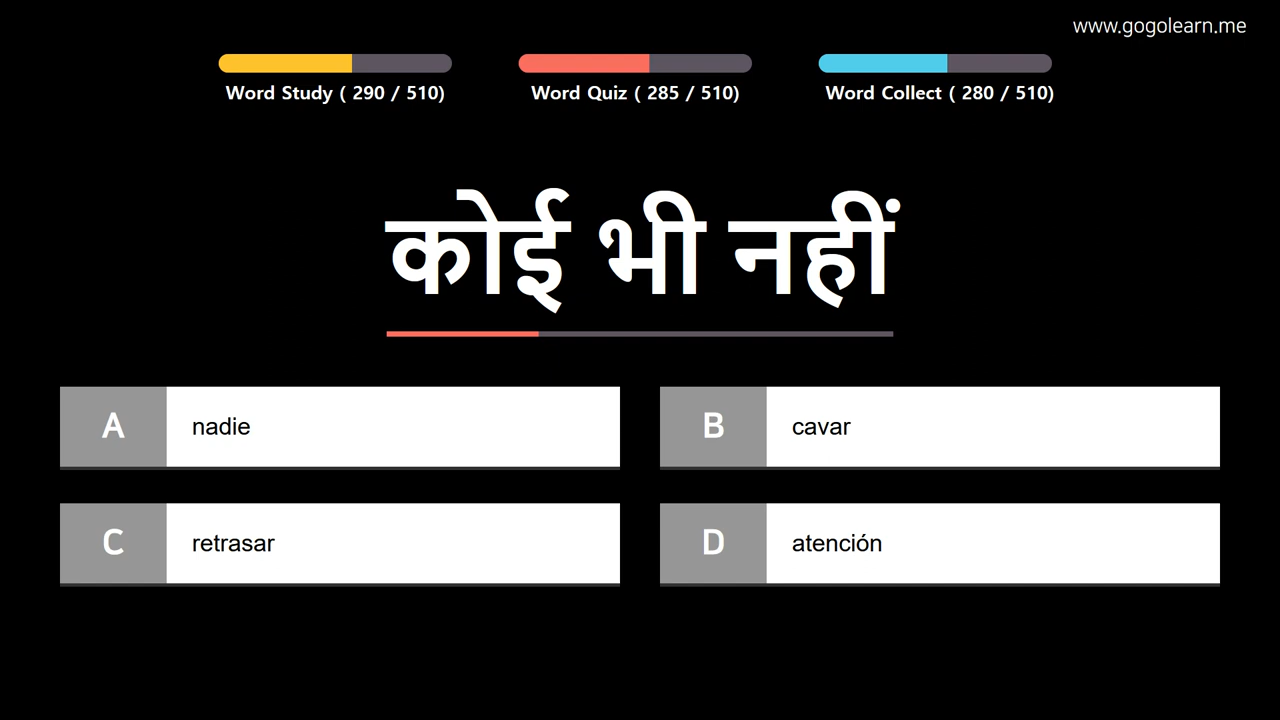 www.gogolearn.me
Word Study ( 290 / 510)
Word Quiz ( 285 / 510)
Word Collect ( 280 / 510)
कोई भी नहीं
A nadie
B cavar
C retrasar
D atención